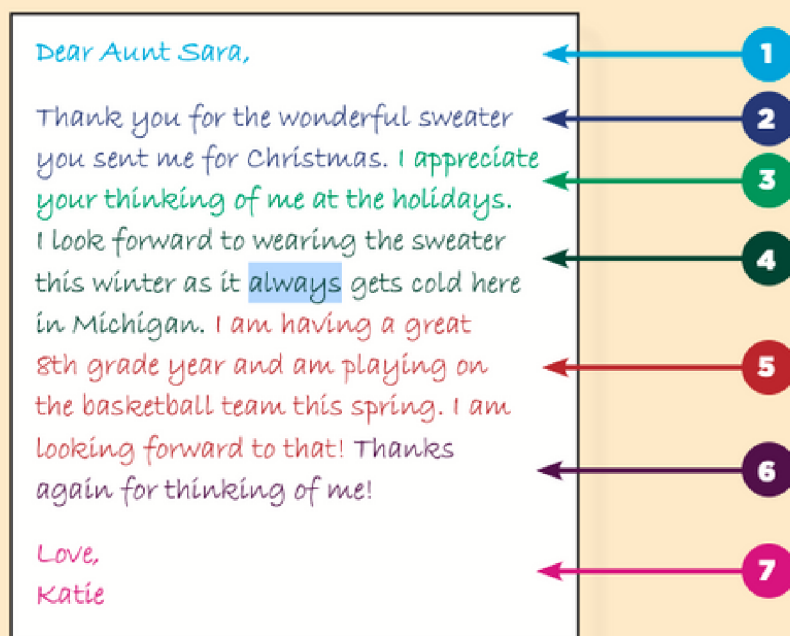 Dear Aunt Sara,
1
Thank you for the wonderful sweater
2
you sent me for Christmas. I appreciate
3
your thinking of me at the holidays.
I look forward to wearing the sweater
4
this winter as it always gets cold here
in Michigan. I am having a great
8th grade year and am playing on
5
the basketball team this spring. I am
looking forward to that! Thanks
6
again for thinking of me!
Love,
7
Katie